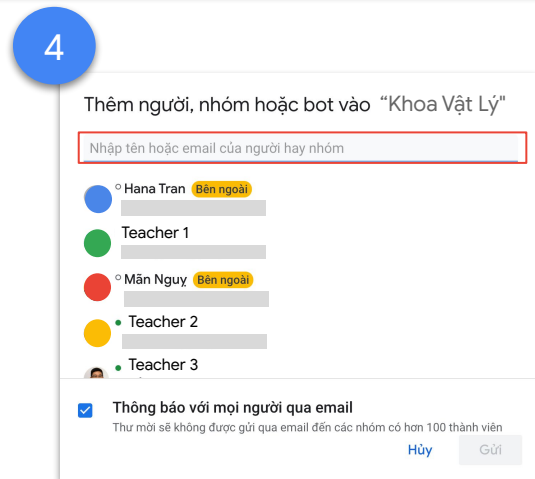 4
Thêm người, nhóm hoặc bot vào “Khoa Vật Lý"
Nhập tên hoặc email của người hay nhóm
Hana Tran Bên ngoài
Teacher 1
Mãn Nguỵ Bên ngoài
Teacher 2
Teacher 3
Thông báo với mọi người qua email
Thư mời sẽ không được gửi qua email đến các nhóm có hơn 100 thành viên
Hủy Gửi